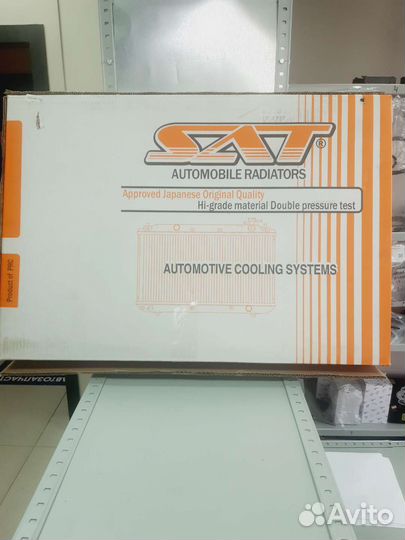 SAT®
AUTOMOBILE RADIATORS
Approved Japanese Original Quality
Hi-grade material Double pressure test
AUTOMOTIVE COOLING SYSTEMS
Product of PRC
АВТОЗАПЧАС
Avito